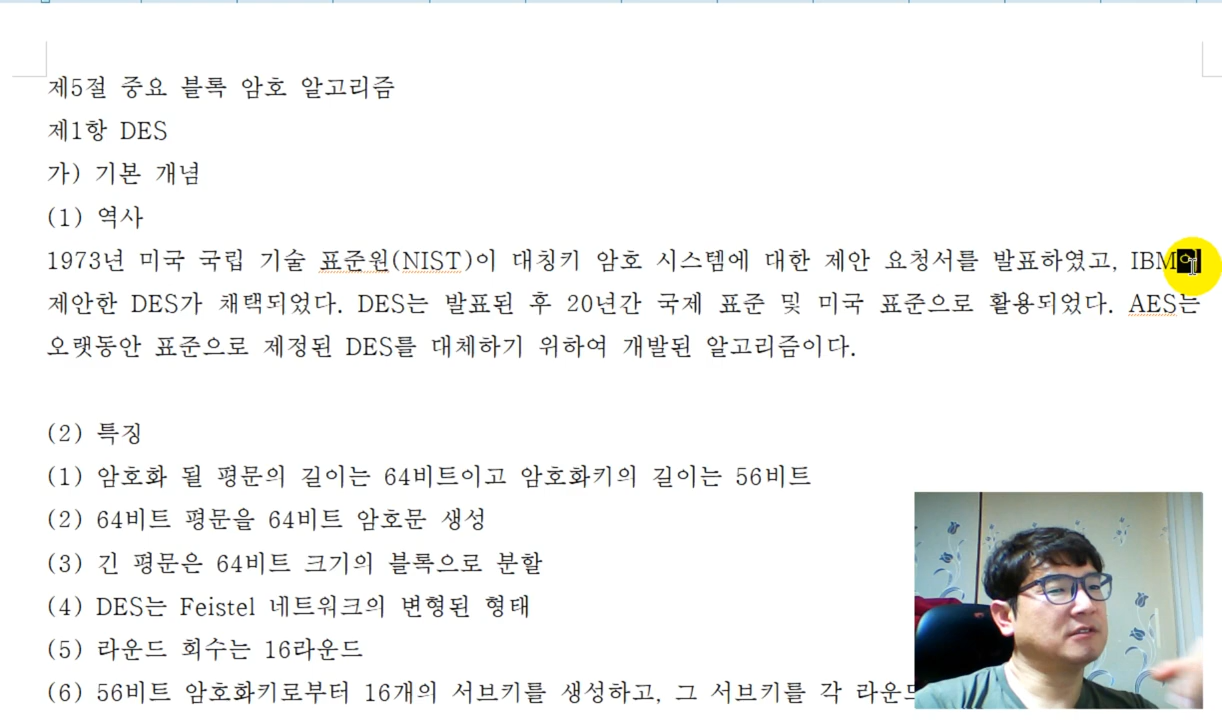 제5절 중요 블록 암호 알고리즘
제1항 DES
가) 기본 개념
(1) 역사
1973년 미국 국립 기술 표준원(NIST)이 대칭키 암호 시스템에 대한 제안 요청서를 발표하였고, IBM이
제안한 DES가 채택되었다. DES는 발표된 후 20년간 국제 표준 및 미국 표준으로 활용되었다. AES는
오랫동안 표준으로 제정된 DES를 대체하기 위하여 개발된 알고리즘이다.
(2) 특징
(1) 암호화 될 평문의 길이는 64비트이고 암호화키의 길이는 56비트
(2) 64비트 평문을 64비트 암호문 생성
(3) 긴 평문은 64비트 크기의 블록으로 분할
(4) DES는 Feistel 네트워크의 변형된 형태
(5) 라운드 회수는 16라운드
(6) 56비트 암호화키로부터 16개의 서브키를 생성하고, 그 서브키를 각 라운